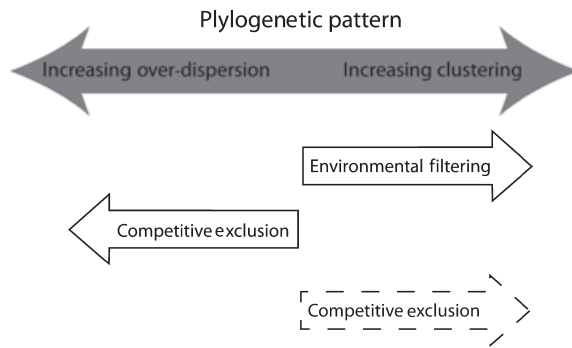 Plylogenetic pattern
Increasing over-dispersion Increasing clustering
Environmental filtering
Competitive exclusion
Competitive exclusion